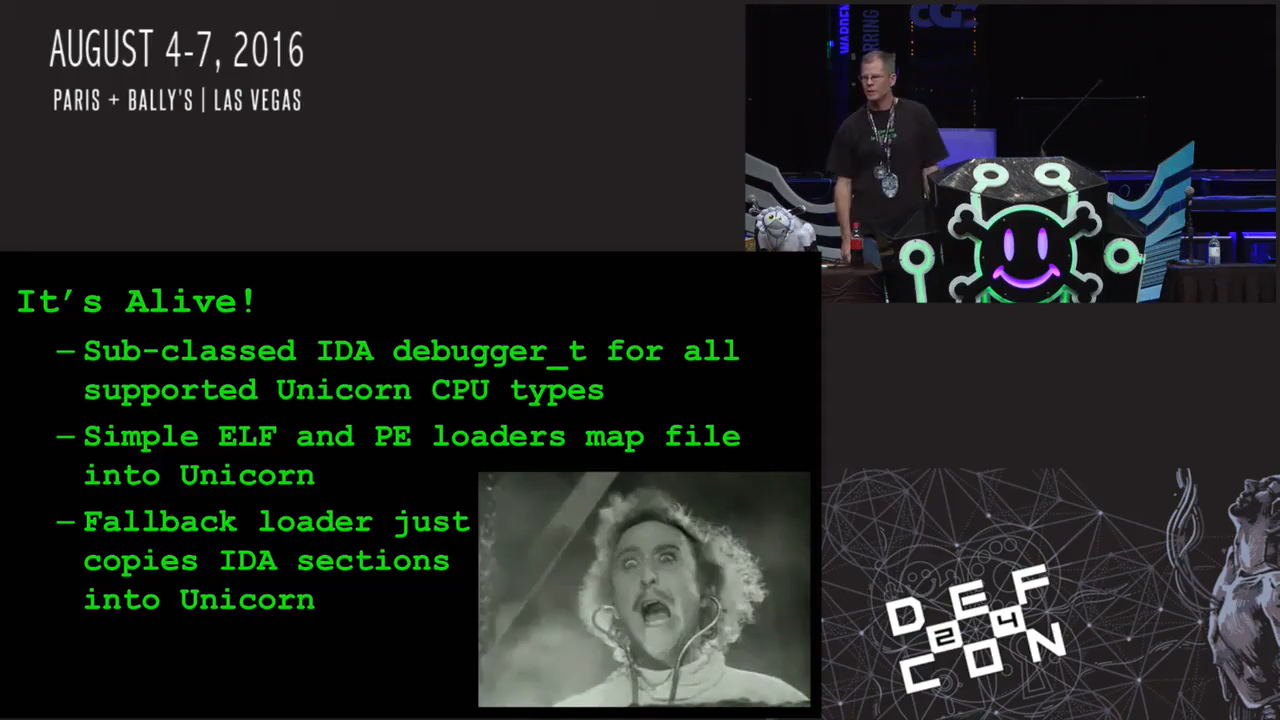 AUGUST 4-7, 2016
PARIS + BALLY'S | LAS VEGAS
It's Alive!
– Sub-classed IDA debugger_t for all
supported Unicorn CPU types
– Simple ELF and PE loaders map file
into Unicorn
– Fallback loader just
copies IDA sections
into Unicorn
DEF
24
CON